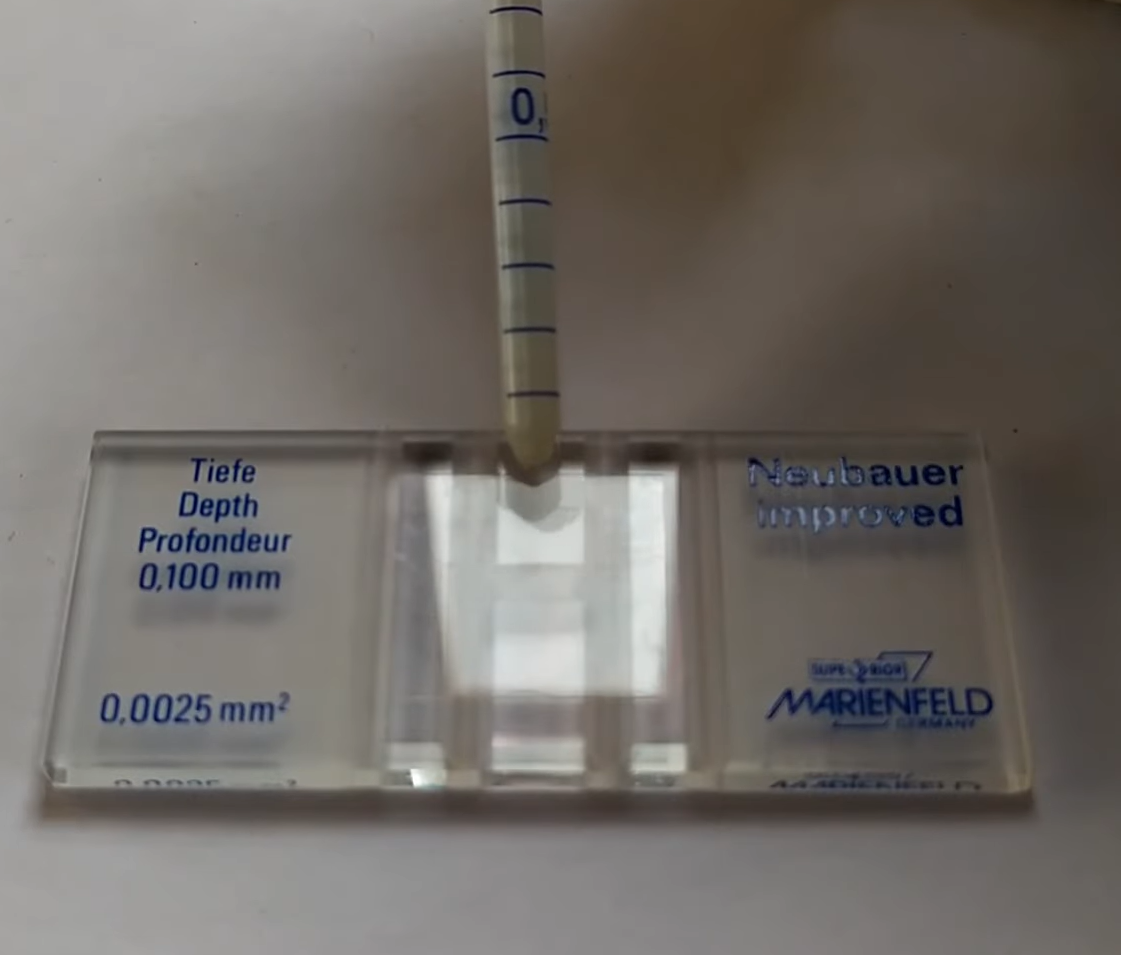 0,
Tiefe
Depth
Profondeur
0,100 mm
0,0025 mm²
Neubauer
improved
SUPERIOR
MARIENFELD
GERMANY